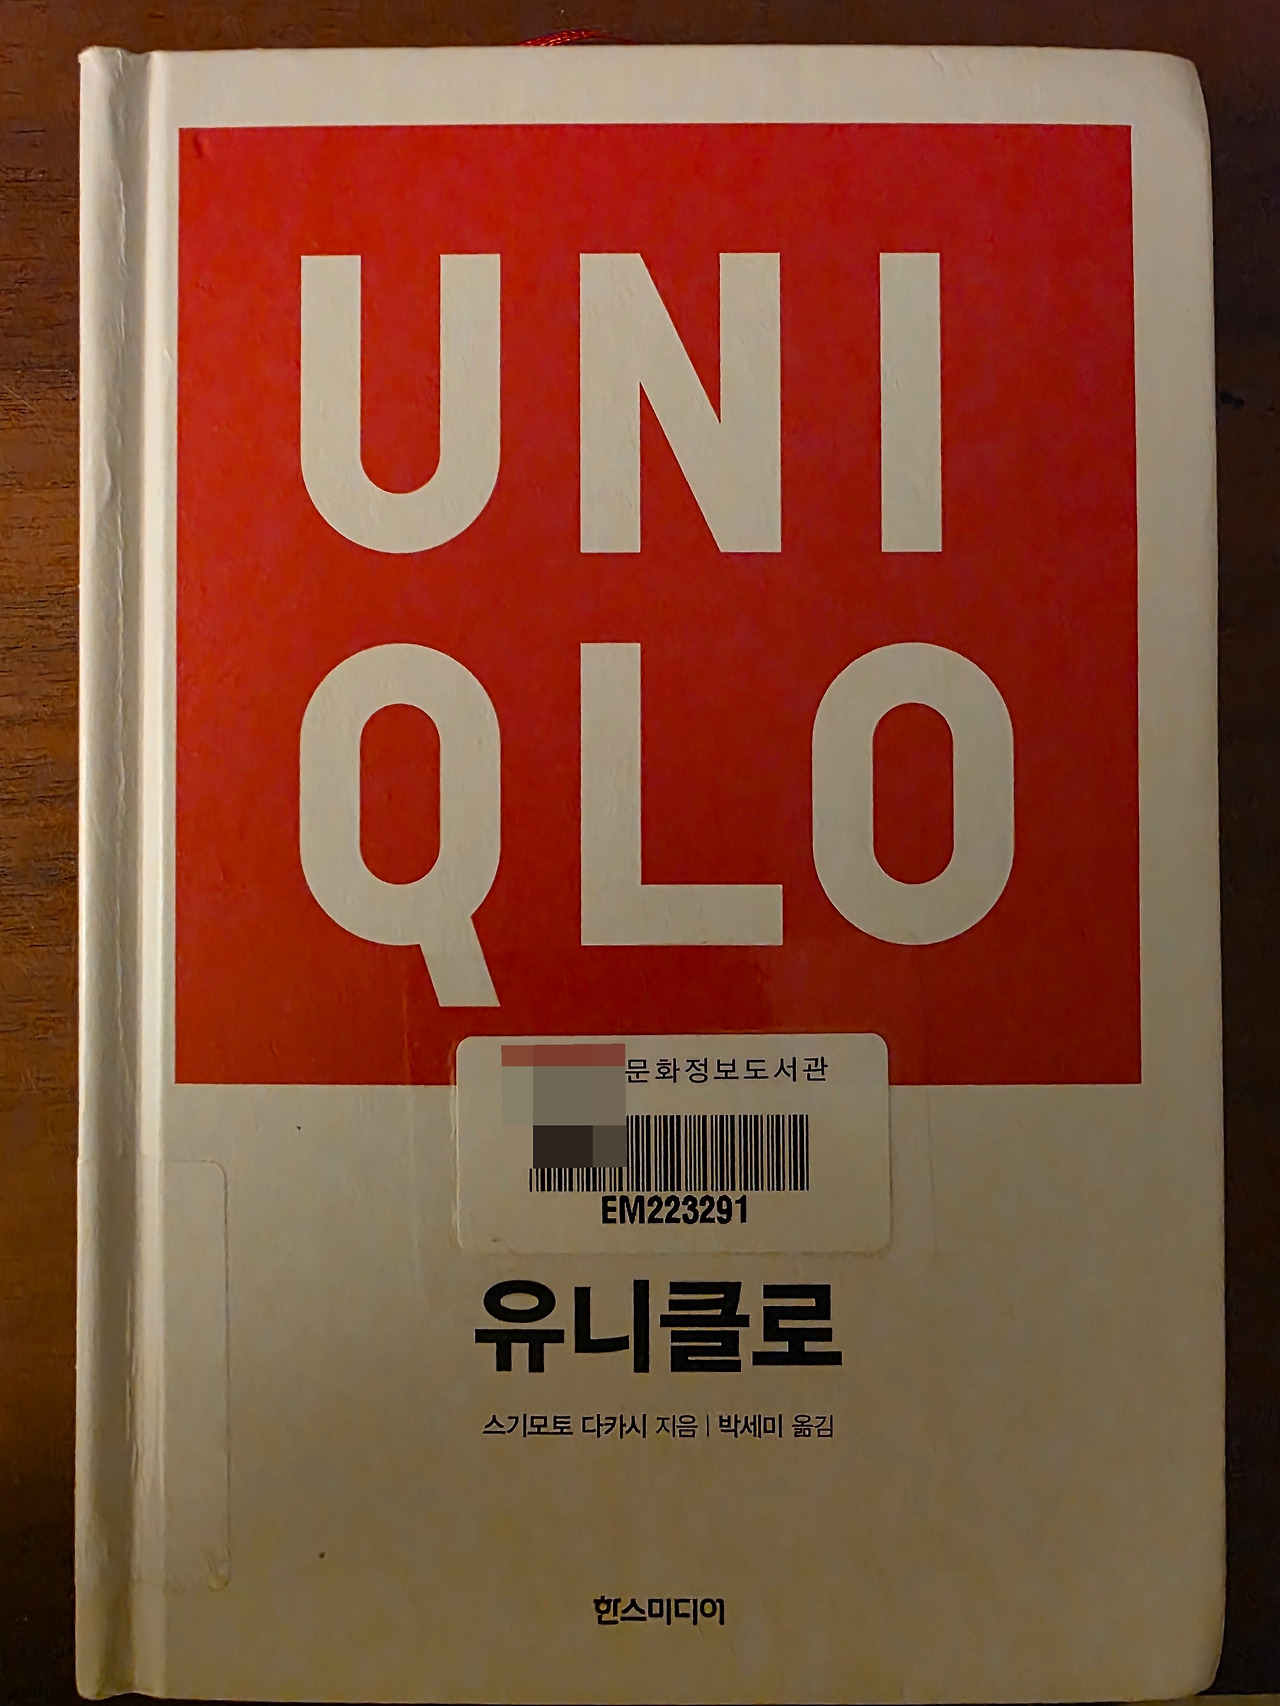 UNI
QLO
문화정보도서관
EM223291
유니클로
스기모토 다카시 지음 | 박세미 옮김
한스미디어